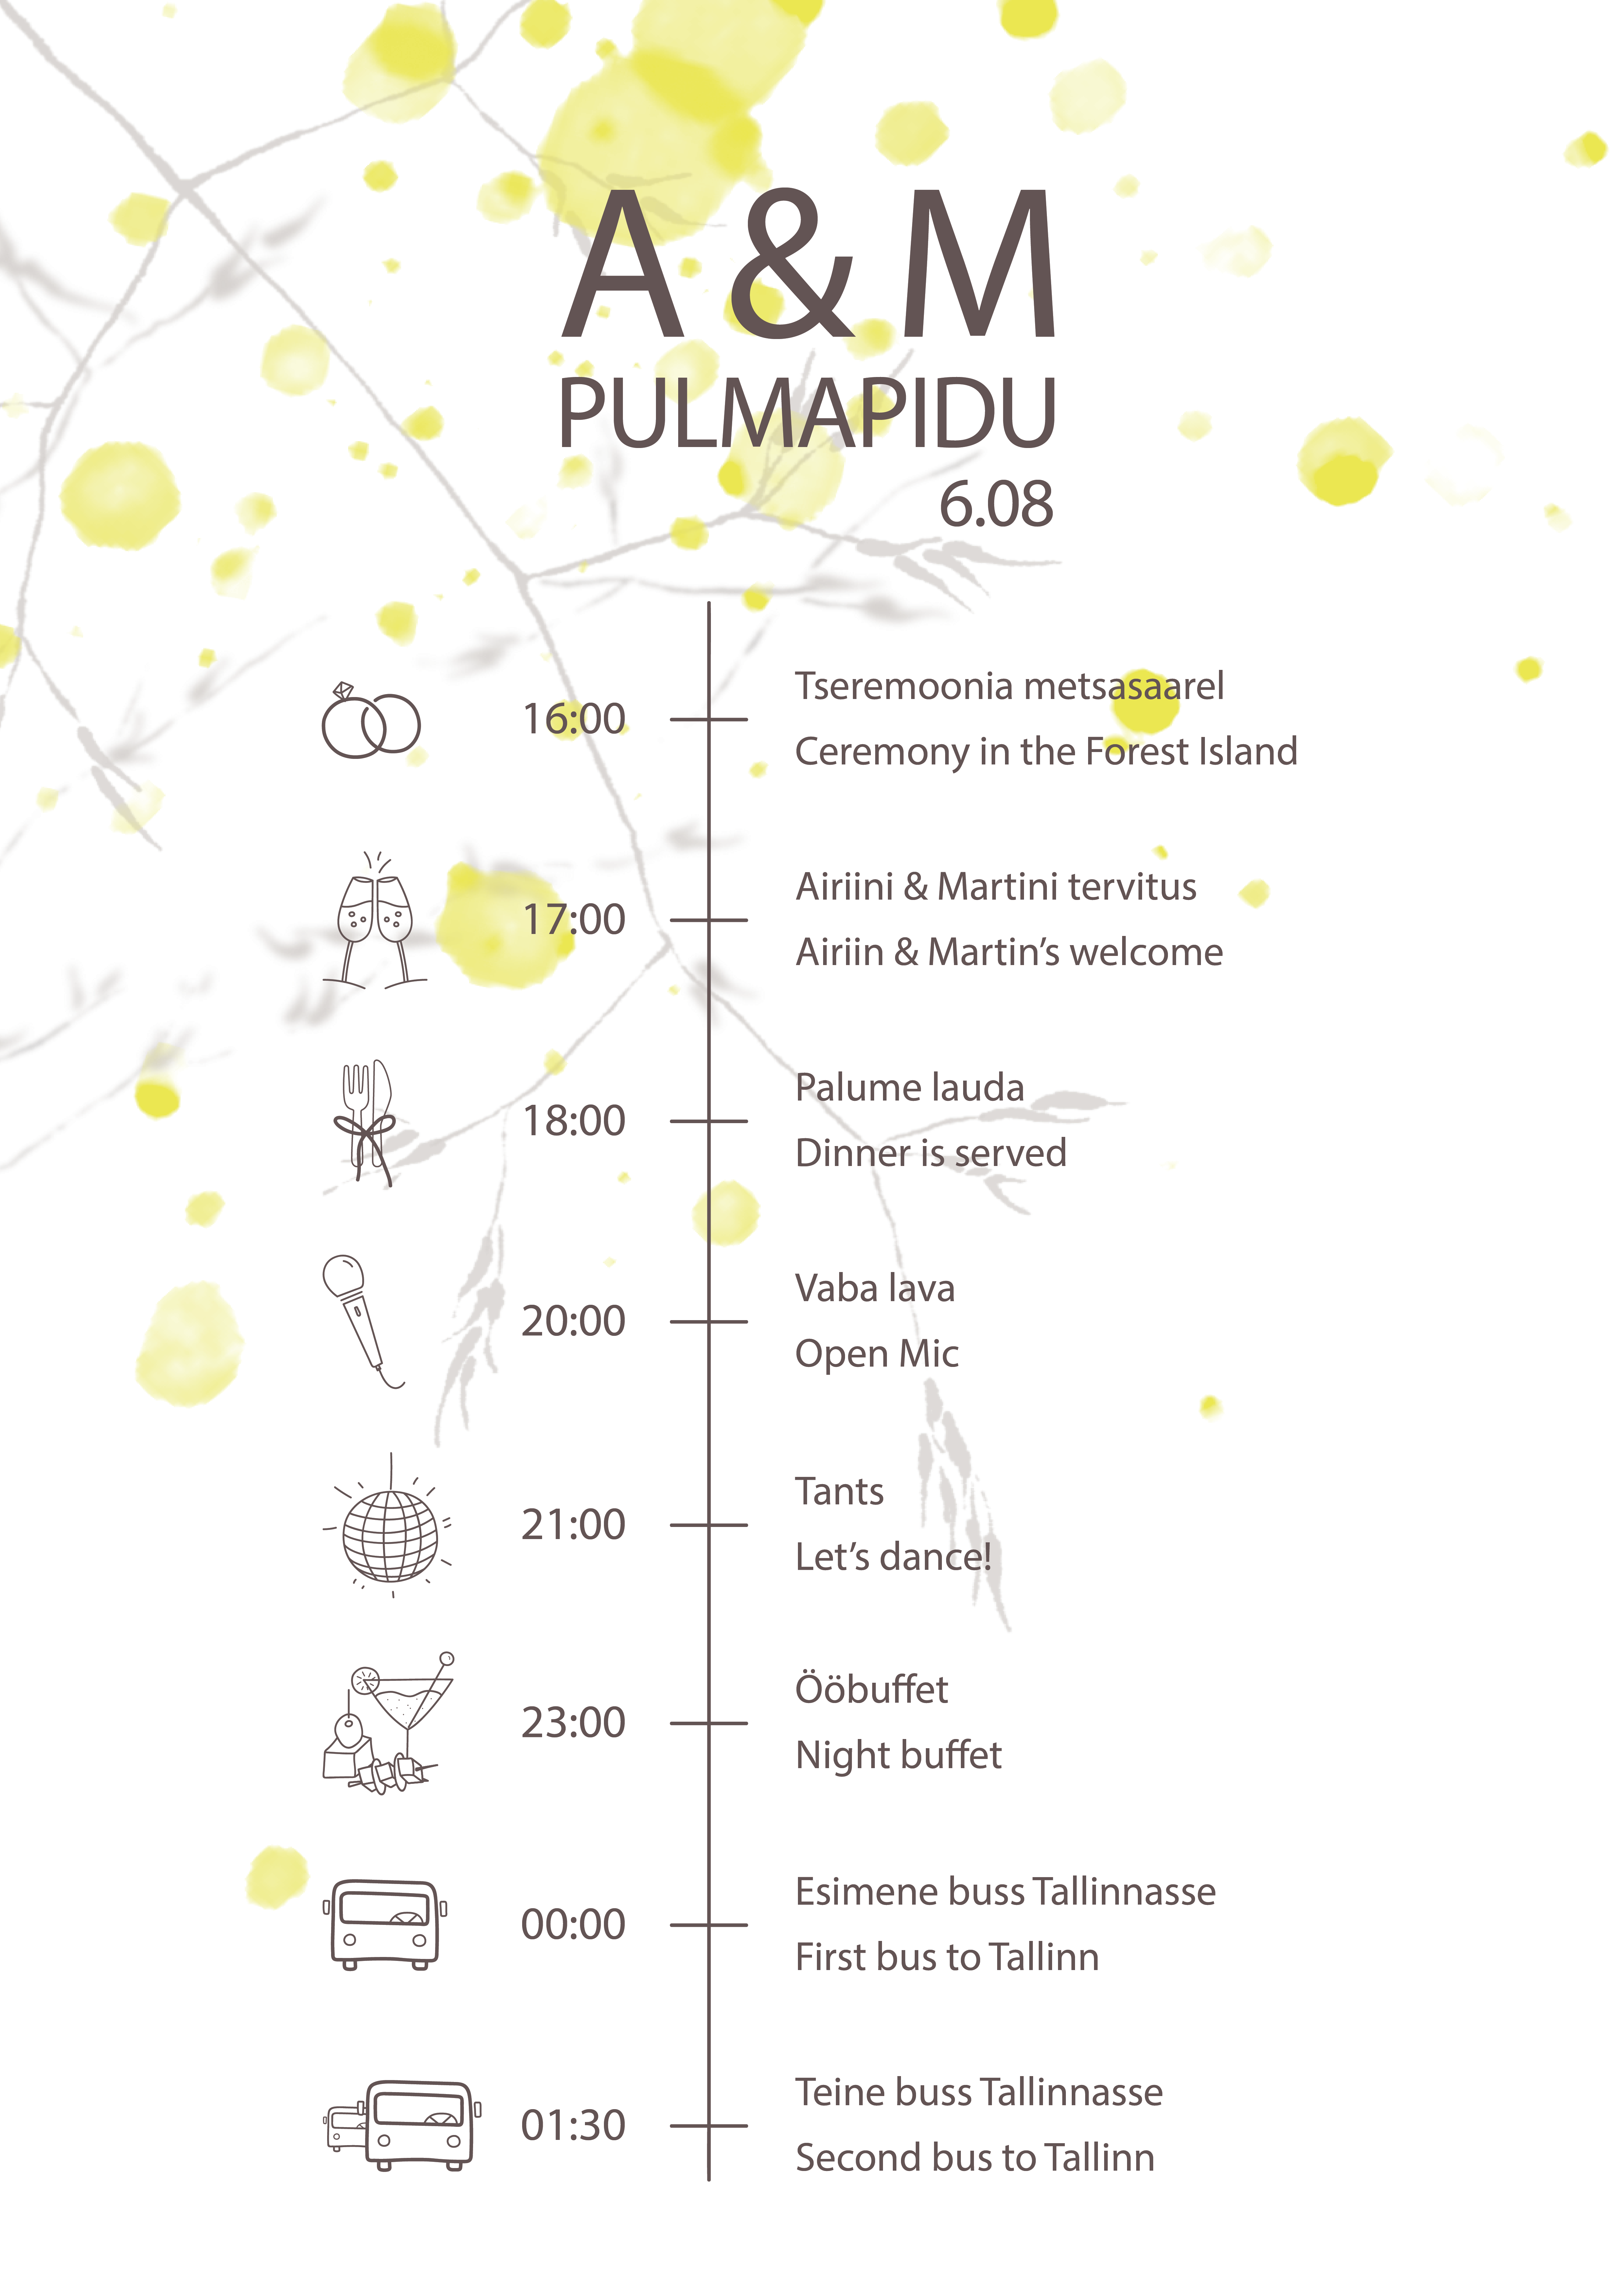 A & M
PULMAPIDU
6.08
16:00
Tseremoonia metsasaarel
Ceremony in the Forest Island
17:00
Airiini & Martini tervitus
Airiin & Martin’s welcome
18:00
Palume lauda
Dinner is served
20:00
Vaba lava
Open Mic
21:00
Tants
Let’s dance!
23:00
Ööbuffet
Night buffet
00:00
Esimene buss Tallinnasse
First bus to Tallinn
01:30
Teine buss Tallinnasse
Second bus to Tallinn